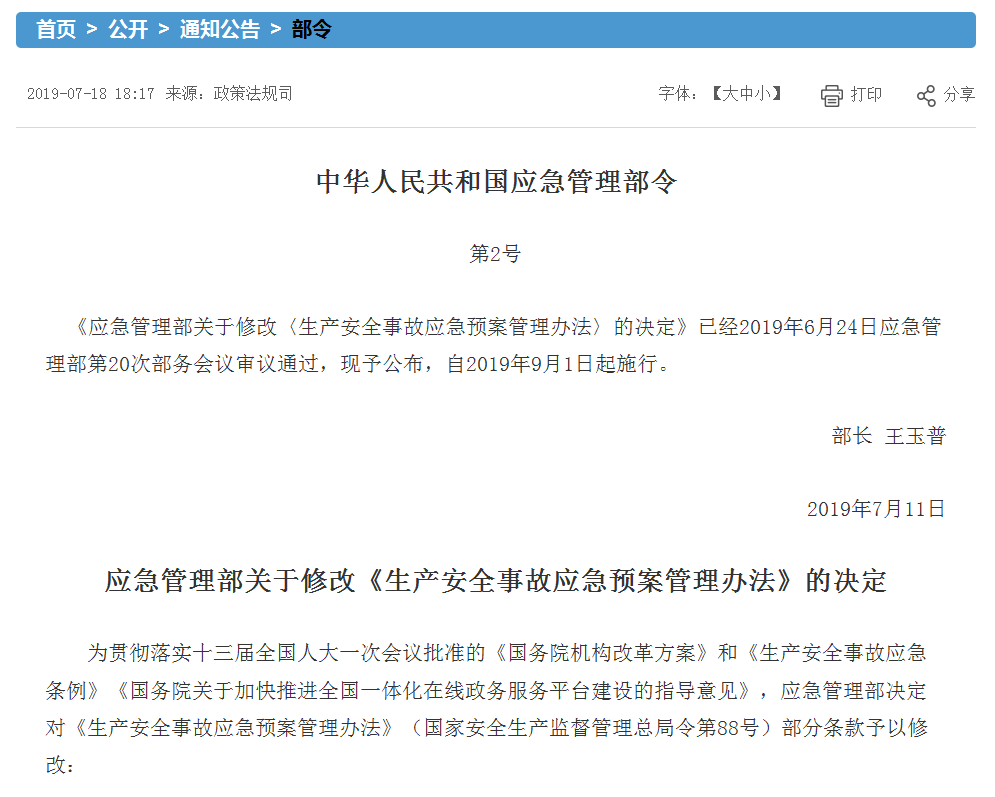 首页 > 公开 > 通知公告 > 部令
2019-07-18 18:17 来源：政策法规司 字体：【大中小】 打印 分享
中华人民共和国应急管理部令
第2号
《应急管理部关于修改〈生产安全事故应急预案管理办法〉的决定》已经2019年6月24日应急管
理部第20次部务会议审议通过，现予公布，自2019年9月1日起施行。
部长 王玉普
2019年7月11日
应急管理部关于修改《生产安全事故应急预案管理办法》的决定
为贯彻落实十三届全国人大一次会议批准的《国务院机构改革方案》和《生产安全事故应急
条例》《国务院关于加快推进全国一体化在线政务服务平台建设的指导意见》，应急管理部决定
对《生产安全事故应急预案管理办法》（国家安全生产监督管理总局令第88号）部分条款予以修
改：